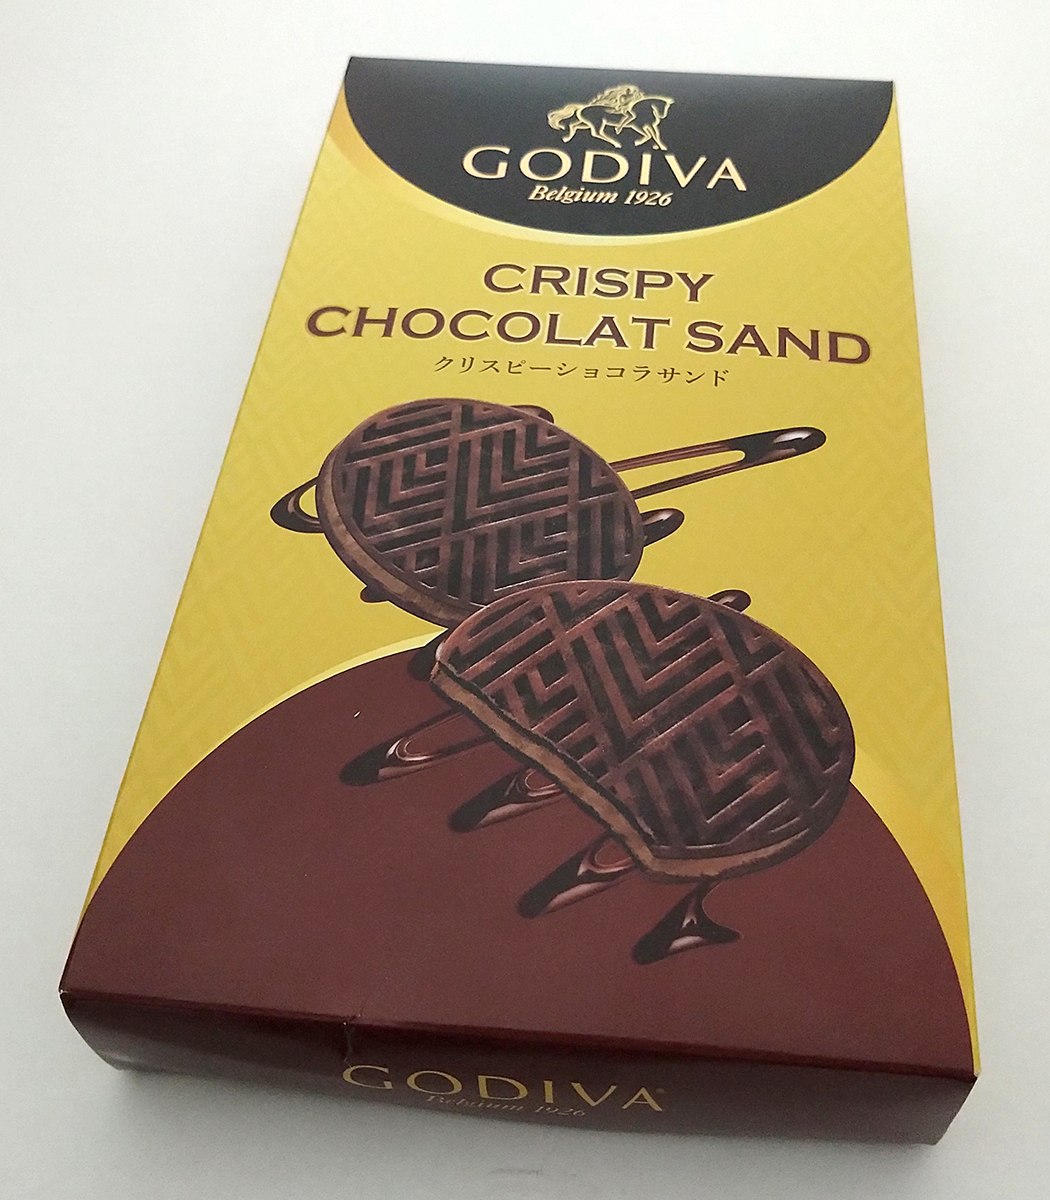 GODIVA
Belgium 1926
CRISPY
CHOCOLAT SAND
クリスピーショコラサンド
GODIVA®
Belgium 1926